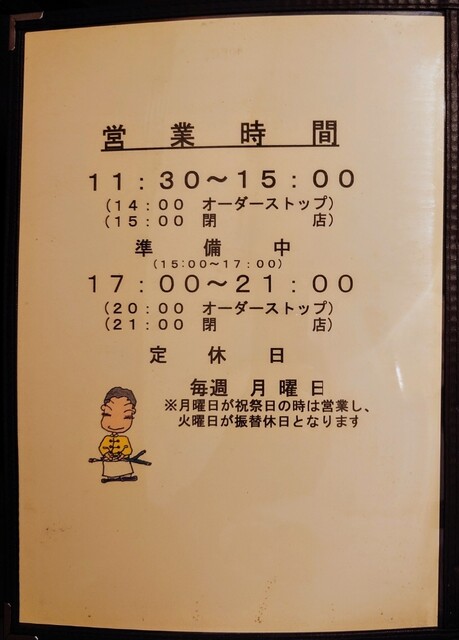 営業時間
11:30～15:00
(14:00 オーダーストップ)
(15:00 閉店)
準備中
(15:00～17:00)
17:00～21:00
(20:00 オーダーストップ)
(21:00 閉店)
定休日
毎週 月曜日
※月曜日が祝祭日の時は営業し、
火曜日が振替休日となります